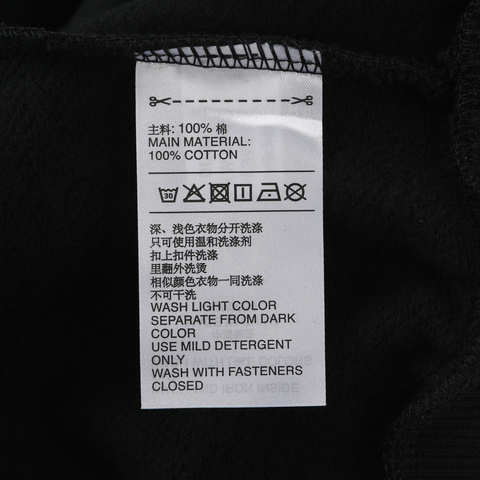 主料: 100% 棉
MAIN MATERIAL:
100% COTTON
30
深、浅色衣物分开洗涤
只可使用温和洗涤剂
扣上扣件洗涤
里翻外洗烫
相似颜色衣物一同洗涤
不可干洗
WASH LIGHT COLOR
SEPARATE FROM DARK
COLOR
USE MILD DETERGENT
ONLY
WASH WITH FASTENERS
CLOSED